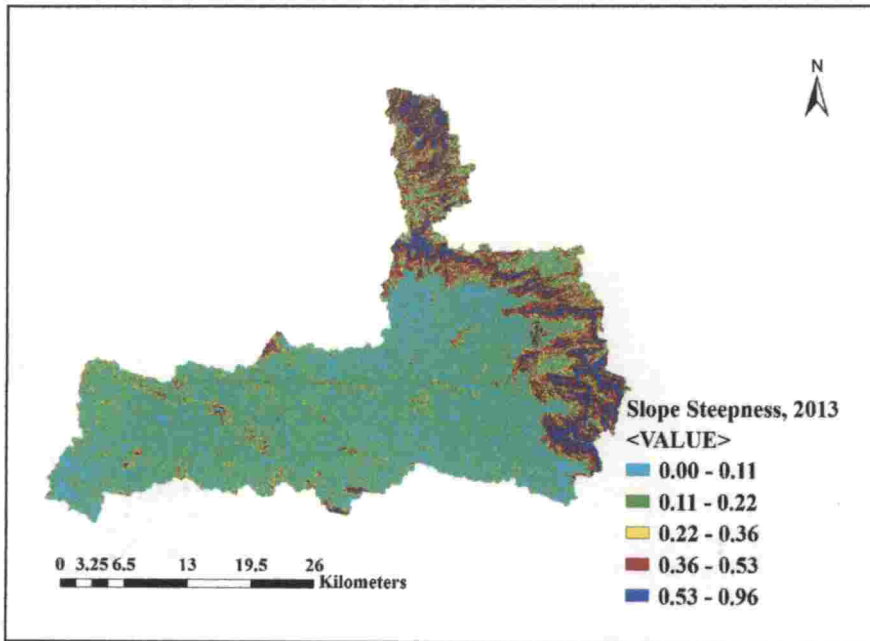 N
Slope Steepness, 2013
<VALUE>
0.00 - 0.11
0.11 - 0.22
0.22 - 0.36
0.36 - 0.53
0.53 - 0.96
0 3.25 6.5 13 19.5 26
Kilometers